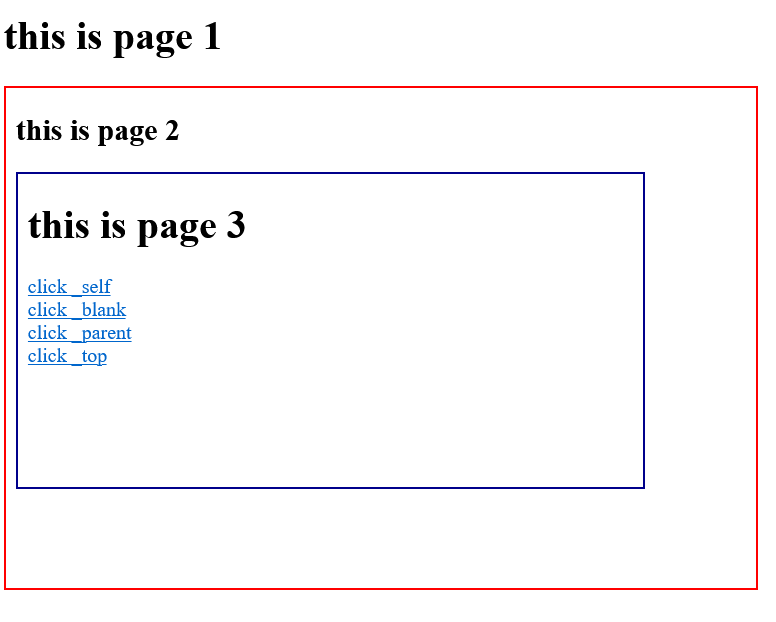 this is page 1
this is page 2
this is page 3
click _self
click _blank
click _parent
click _top